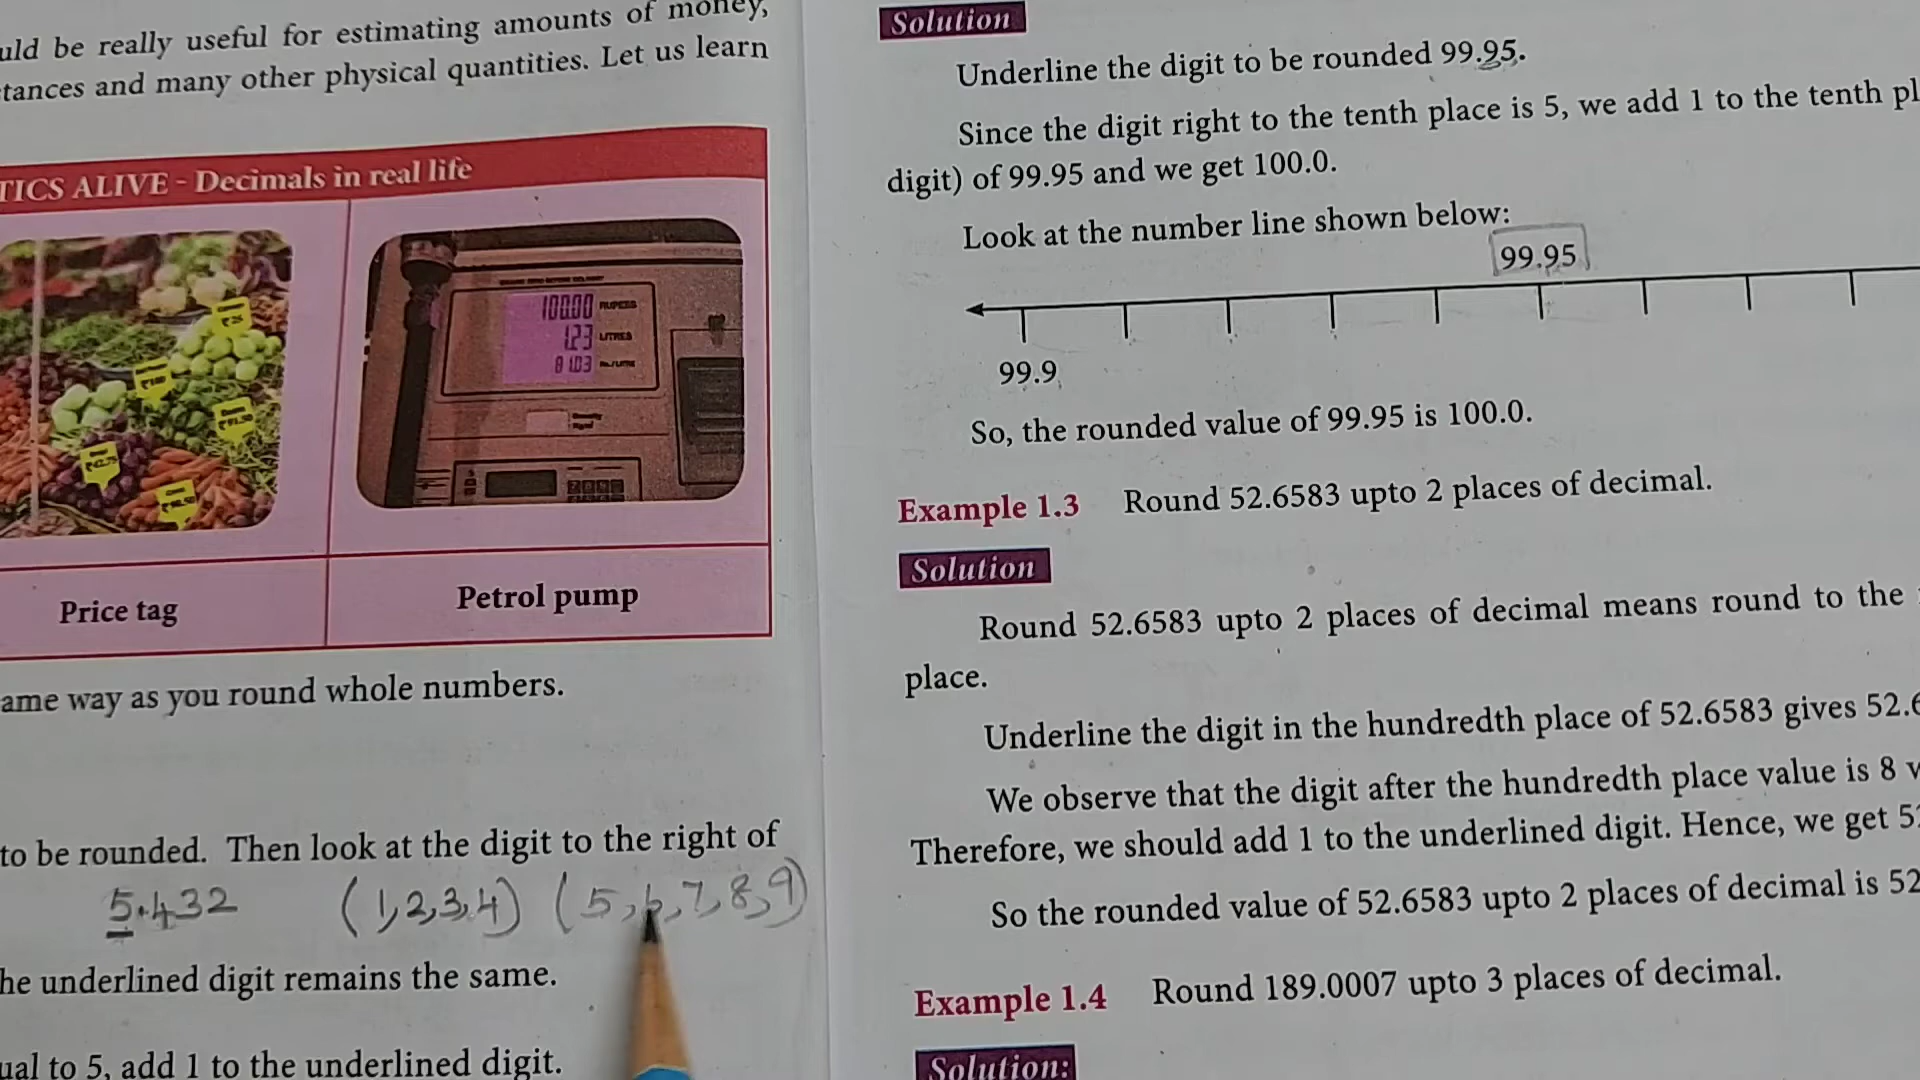 uld be really useful for estimating amounts of money,
tances and many other physical quantities. Let us learn
TICS ALIVE - Decimals in real life
100.00 RUPEES
1.23 LITRES
81.03
Price tag
Petrol pump
ame way as you round whole numbers.
to be rounded. Then look at the digit to the right of
5.432 (1,2,3,4) (5,6,7,8,9)
he underlined digit remains the same.
ual to 5, add 1 to the underlined digit.
Solution
Underline the digit to be rounded 99.95.
Since the digit right to the tenth place is 5, we add 1 to the tenth pl
digit) of 99.95 and we get 100.0.
Look at the number line shown below:
99.95
99.9
So, the rounded value of 99.95 is 100.0.
Example 1.3 Round 52.6583 upto 2 places of decimal.
Solution
Round 52.6583 upto 2 places of decimal means round to the
place.
Underline the digit in the hundredth place of 52.6583 gives 52.6
We observe that the digit after the hundredth place value is 8 w
Therefore, we should add 1 to the underlined digit. Hence, we get 52
So the rounded value of 52.6583 upto 2 places of decimal is 52
Example 1.4 Round 189.0007 upto 3 places of decimal.
Solution: